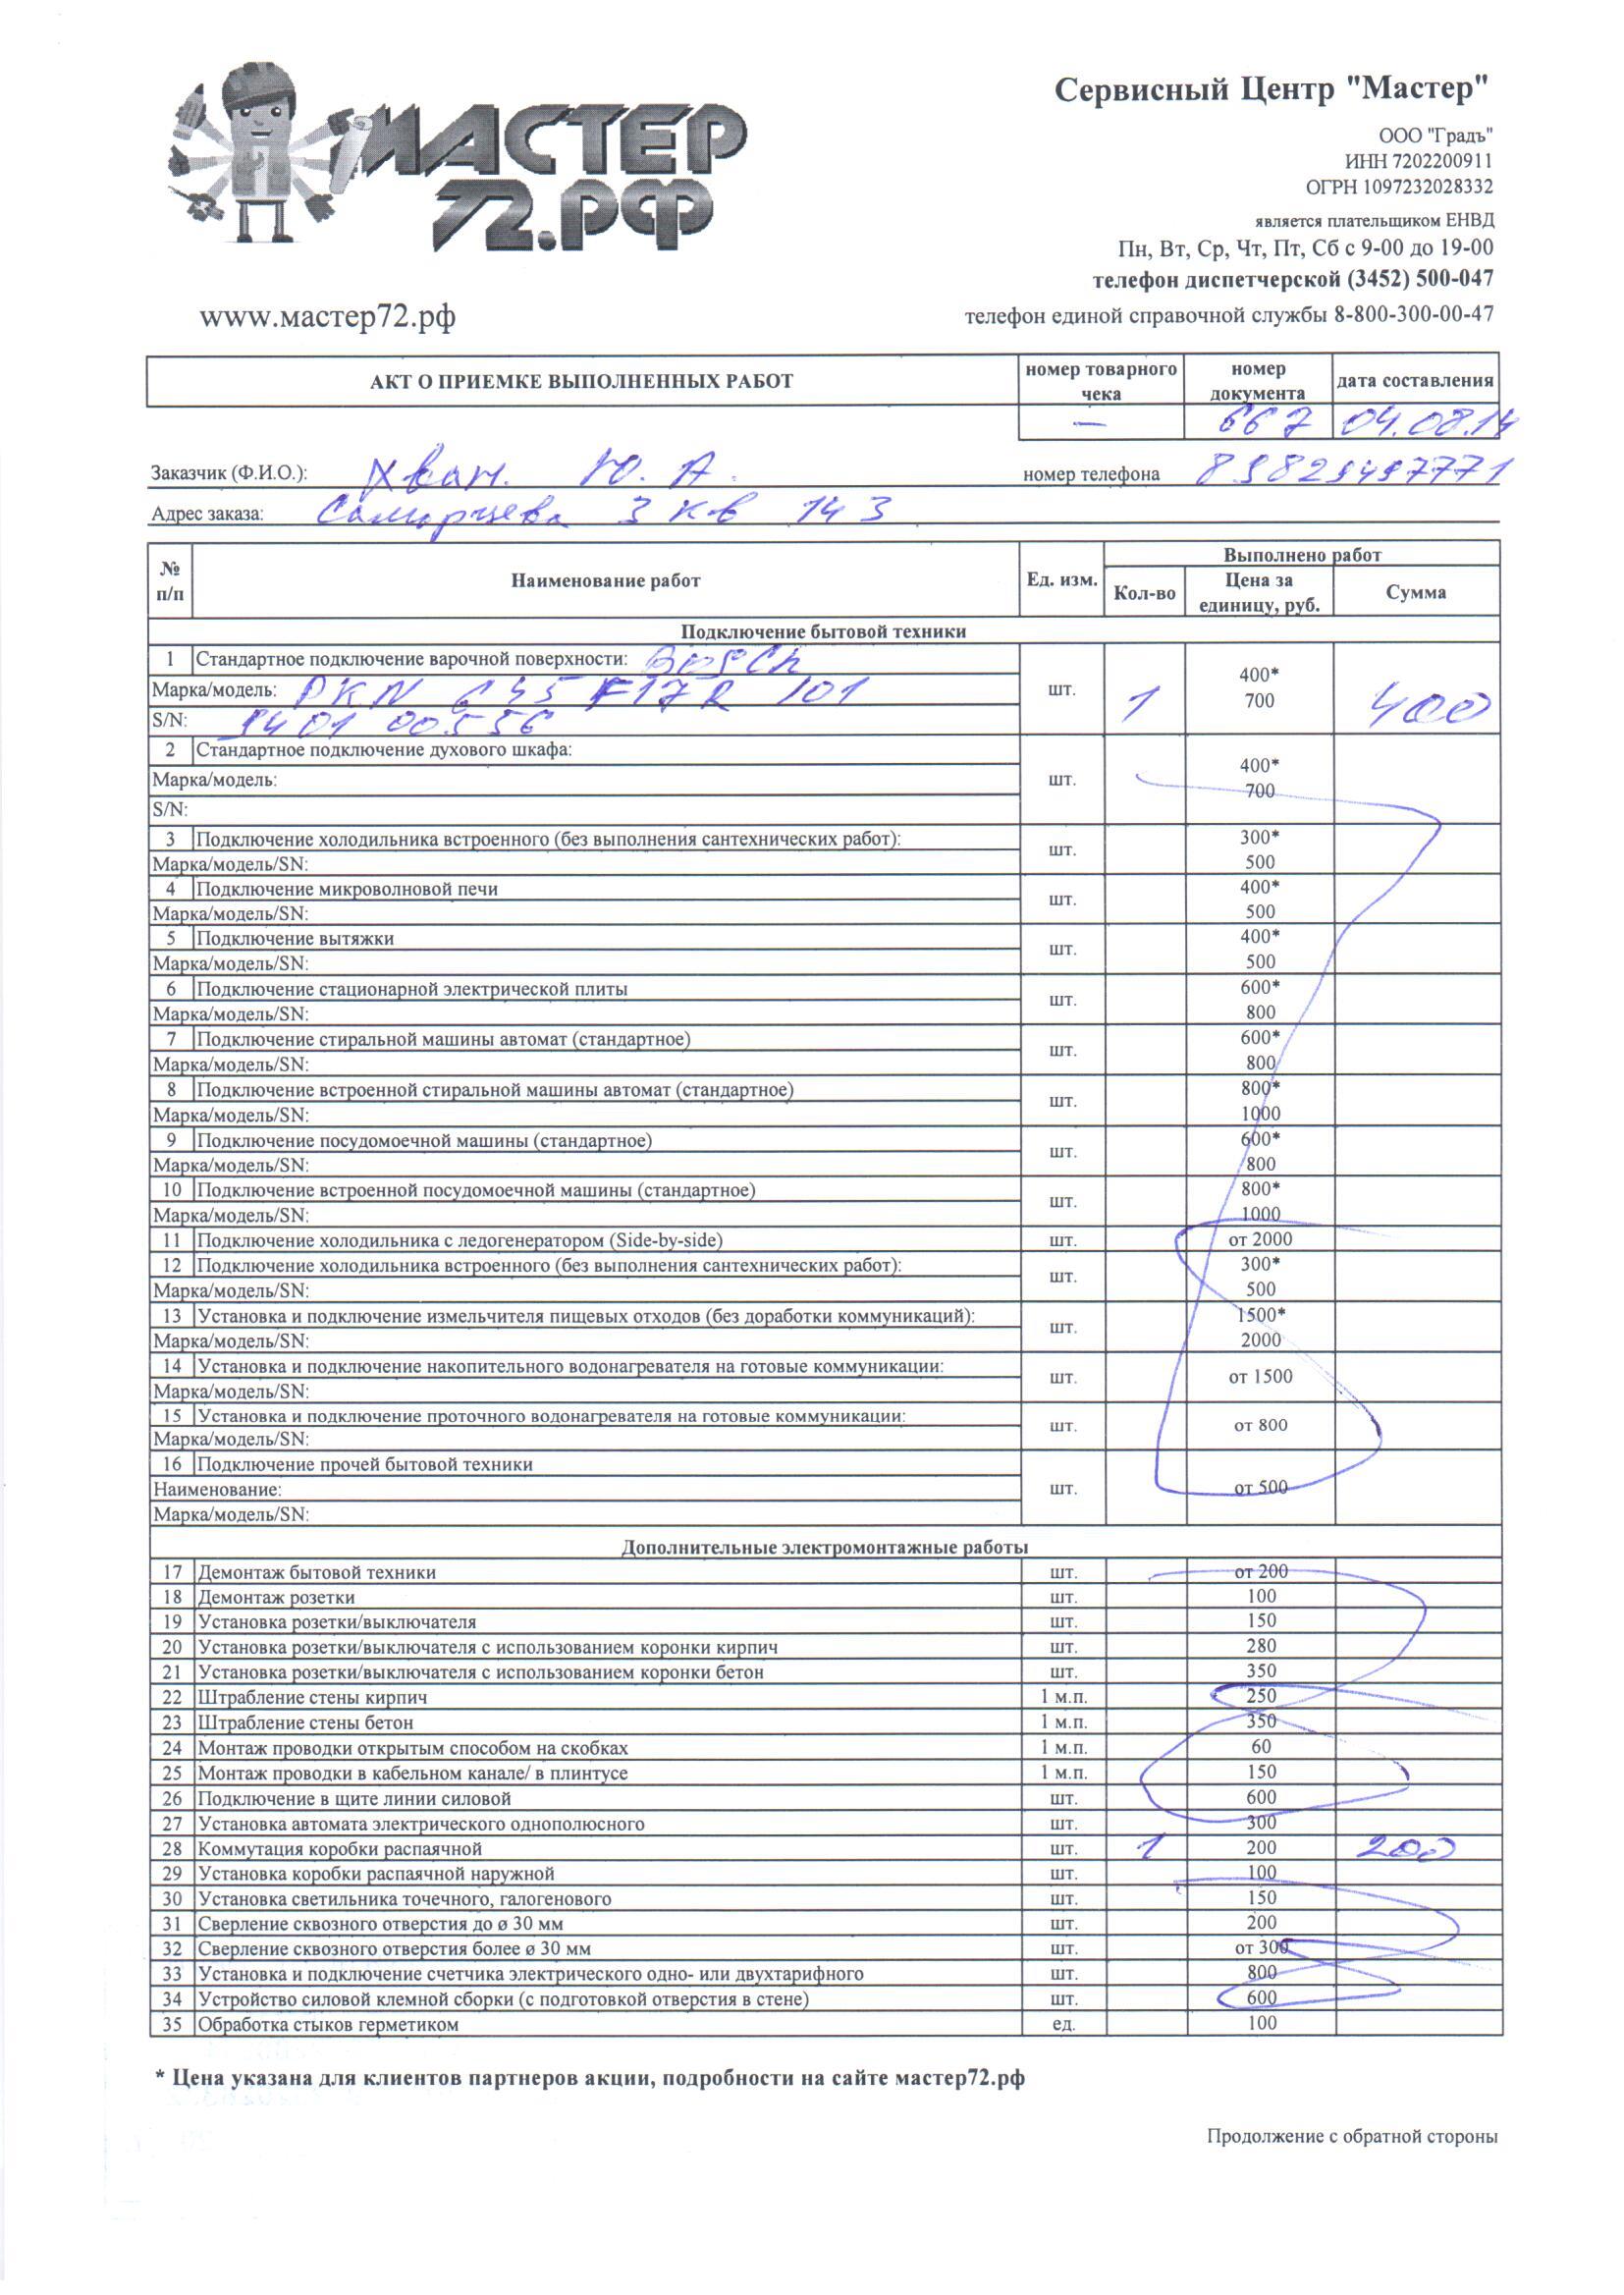 МАСТЕР
72.РФ
www.мастер72.рф
Сервисный Центр "Мастер"
ООО "Градъ"
ИНН 7202200911
ОГРН 1097232028332
является плательщиком ЕНВД
Пн, Вт, Ср, Чт, Пт, Сб с 9-00 до 19-00
телефон диспетчерской (3452) 500-047
телефон единой справочной службы 8-800-300-00-47
АКТ О ПРИЕМКЕ ВЫПОЛНЕННЫХ РАБОТ номер товарного чека номер документа дата составления
— 667 04.08.14
Заказчик (Ф.И.О.): Хван. Ю. А. номер телефона
Адрес заказа: 3 кв 143
№ п/п Наименование работ Ед. изм. Выполнено работ
Кол-во Цена за единицу, руб. Сумма
Подключение бытовой техники
1 Стандартное подключение варочной поверхности: BOSCH
Марка/модель: PKN 645 F17R 101 шт. 1 400* 700 400
S/N:
2 Стандартное подключение духового шкафа:
Марка/модель: шт. 400* 700
S/N:
3 Подключение холодильника встроенного (без выполнения сантехнических работ): шт. 300*
Марка/модель/SN: 500
4 Подключение микроволновой печи шт. 400*
Марка/модель/SN: 500
5 Подключение вытяжки шт. 400*
Марка/модель/SN: 500
6 Подключение стационарной электрической плиты шт. 600*
Марка/модель/SN: 800
7 Подключение стиральной машины автомат (стандартное) шт. 600*
Марка/модель/SN: 800
8 Подключение встроенной стиральной машины автомат (стандартное) шт. 800*
Марка/модель/SN: 1000
9 Подключение посудомоечной машины (стандартное) шт. 600*
Марка/модель/SN: 800
10 Подключение встроенной посудомоечной машины (стандартное) шт. 800*
Марка/модель/SN: 1000
11 Подключение холодильника с ледогенератором (Side-by-side) шт. от 2000
12 Подключение холодильника встроенного (без выполнения сантехнических работ): шт. 300*
Марка/модель/SN: 500
13 Установка и подключение измельчителя пищевых отходов (без доработки коммуникаций): шт. 1500*
Марка/модель/SN: 2000
14 Установка и подключение накопительного водонагревателя на готовые коммуникации: шт. от 1500
Марка/модель/SN:
15 Установка и подключение проточного водонагревателя на готовые коммуникации: шт. от 800
Марка/модель/SN:
16 Подключение прочей бытовой техники
Наименование: шт. от 500
Марка/модель/SN:
Дополнительные электромонтажные работы
17 Демонтаж бытовой техники шт. от 200
18 Демонтаж розетки шт. 100
19 Установка розетки/выключателя шт. 150
20 Установка розетки/выключателя с использованием коронки кирпич шт. 280
21 Установка розетки/выключателя с использованием коронки бетон шт. 350
22 Штрабление стены кирпич 1 м.п. 250
23 Штрабление стены бетон 1 м.п. 350
24 Монтаж проводки открытым способом на скобках 1 м.п. 60
25 Монтаж проводки в кабельном канале/ в плинтусе 1 м.п. 150
26 Подключение в щите линии силовой шт. 600
27 Установка автомата электрического однополюсного шт. 300
28 Коммутация коробки распаячной шт. 1 200 200
29 Установка коробки распаячной наружной шт. 100
30 Установка светильника точечного, галогенового шт. 150
31 Сверление сквозного отверстия до ø 30 мм шт. 200
32 Сверление сквозного отверстия более ø 30 мм шт. от 300
33 Установка и подключение счетчика электрического одно- или двухтарифного шт. 800
34 Устройство силовой клемной сборки (с подготовкой отверстия в стене) шт. 600
35 Обработка стыков герметиком ед. 100
* Цена указана для клиентов партнеров акции, подробности на сайте мастер72.рф
Продолжение с обратной стороны